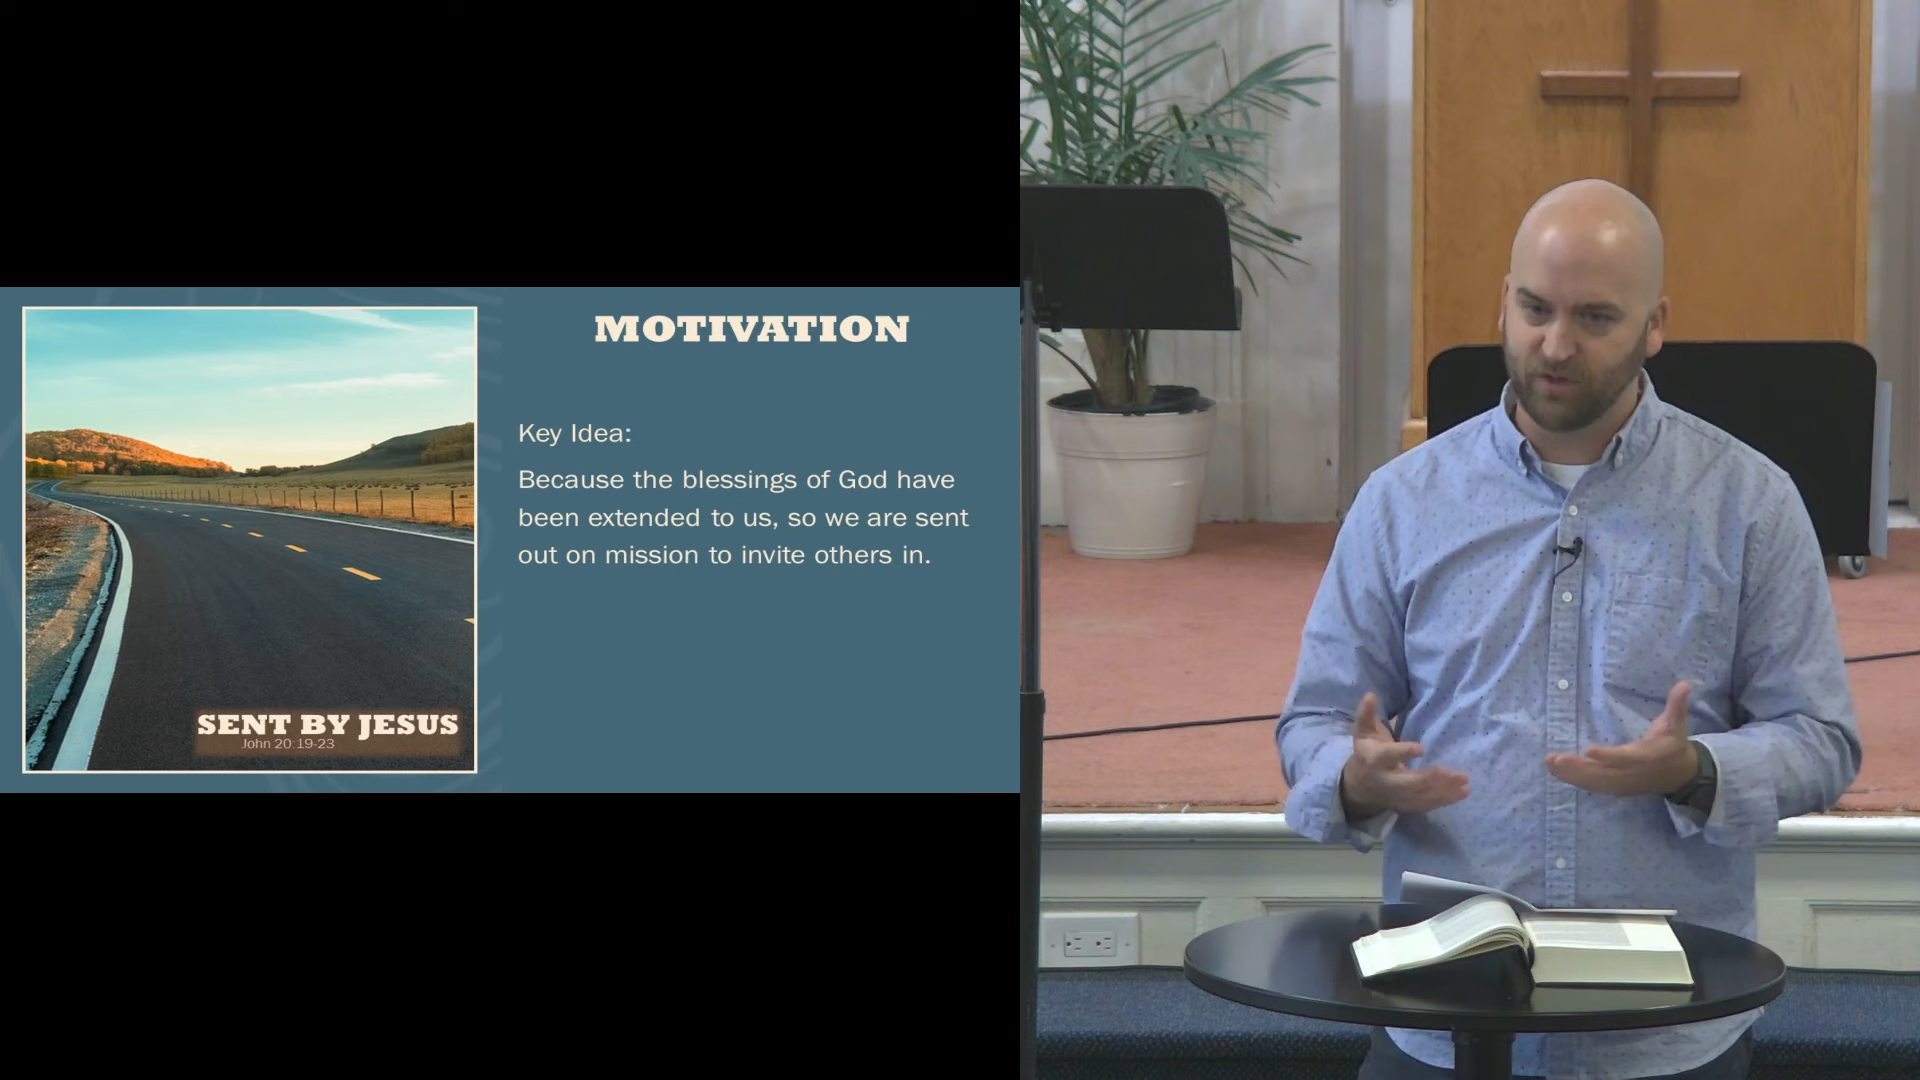 MOTIVATION
Key Idea:
Because the blessings of God have
been extended to us, so we are sent
out on mission to invite others in.
SENT BY JESUS
John 20:19-23